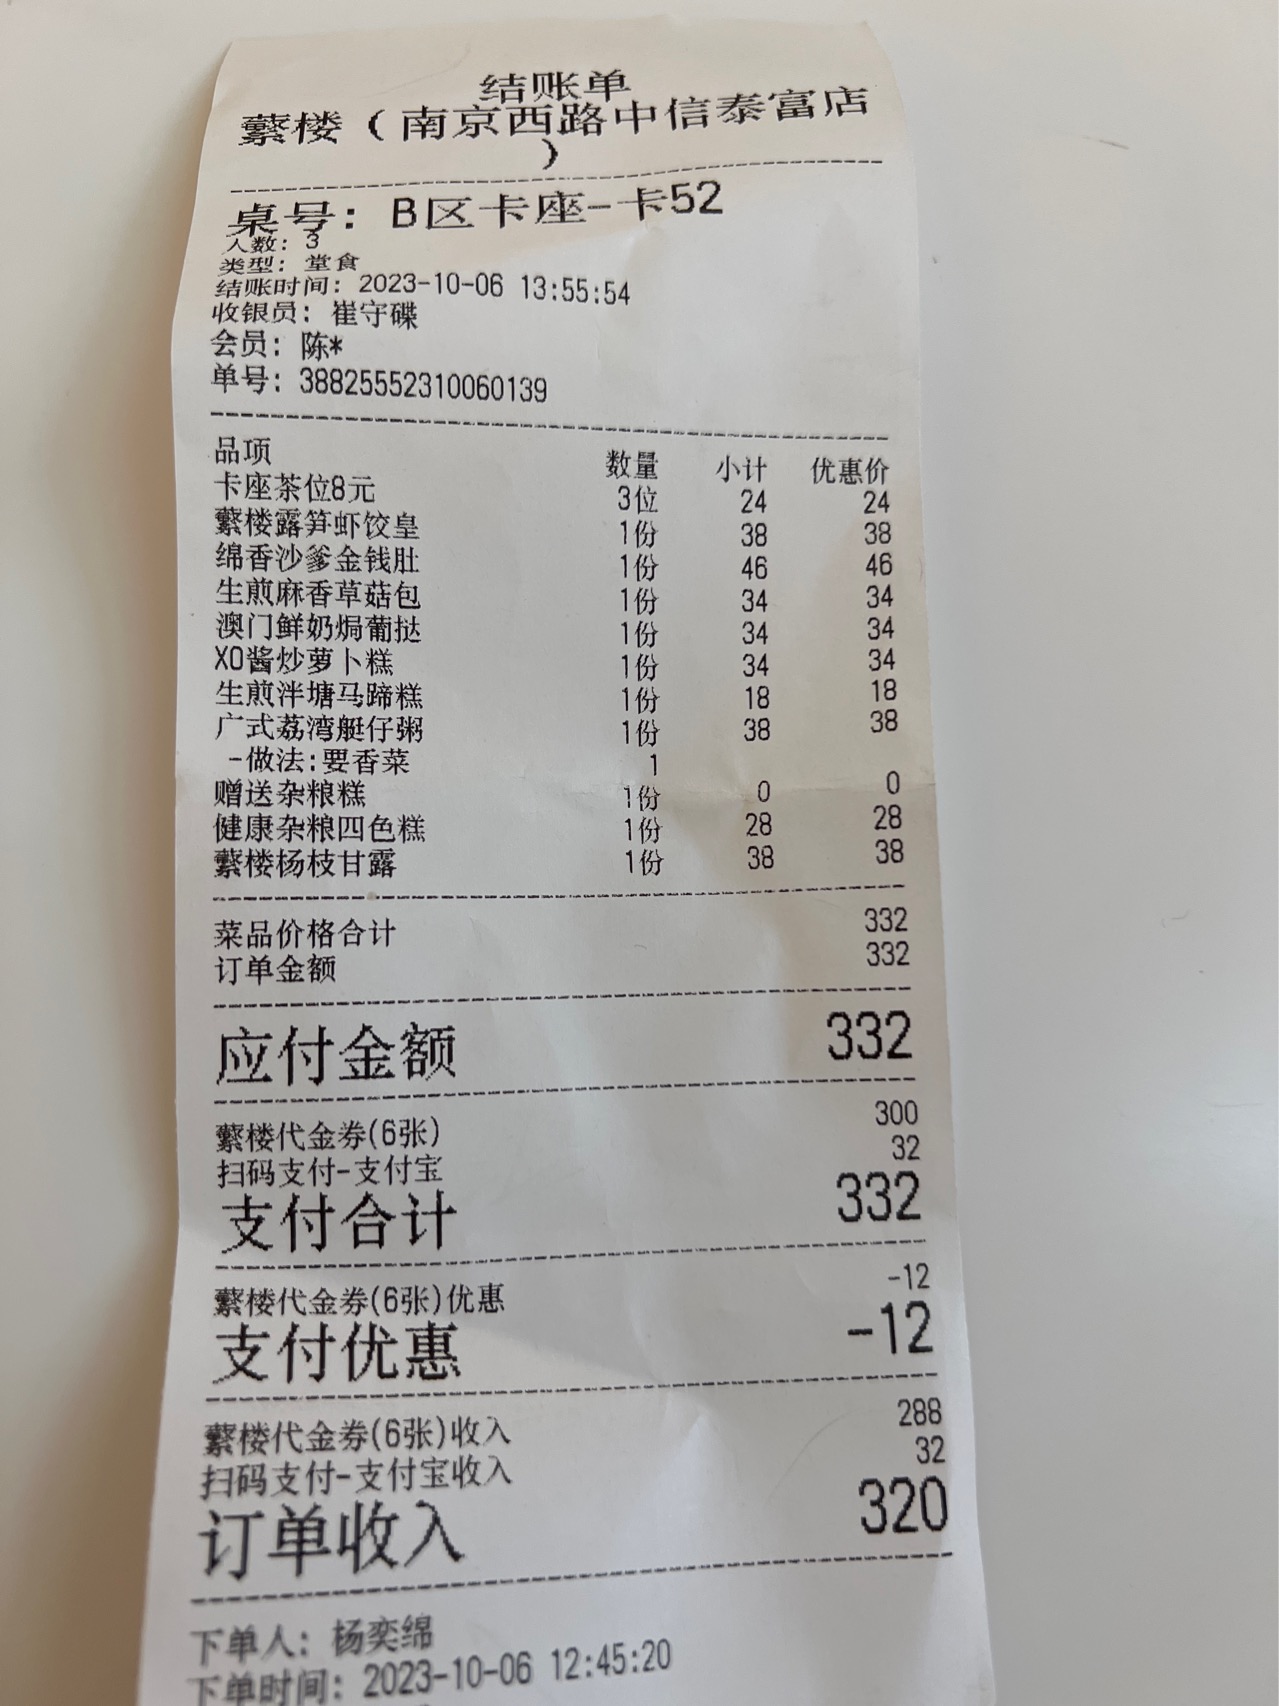 结账单
蘩楼(南京西路中信泰富店
)
桌号: B区卡座-卡52
人数: 3
类型: 堂食
结账时间: 2023-10-06 13:55:54
收银员: 崔守碟
会员: 陈*
单号: 38825552310060139
品项 数量 小计 优惠价
卡座茶位8元 3位 24 24
蘩楼露笋虾饺皇 1份 38 38
绵香沙爹金钱肚 1份 46 46
生煎麻香草菇包 1份 34 34
澳门鲜奶焗葡挞 1份 34 34
XO酱炒萝卜糕 1份 34 34
生煎泮塘马蹄糕 1份 18 18
广式荔湾艇仔粥 1份 38 38
-做法:要香菜 1
赠送杂粮糕 1份 0 0
健康杂粮四色糕 1份 28 28
蘩楼杨枝甘露 1份 38 38
菜品价格合计 332
订单金额 332
应付金额 332
蘩楼代金券(6张) 300
扫码支付-支付宝 32
支付合计 332
蘩楼代金券(6张)优惠 -12
支付优惠 -12
蘩楼代金券(6张)收入 288
扫码支付-支付宝收入 32
订单收入 320
下单人: 杨奕绵
下单时间: 2023-10-06 12:45:20